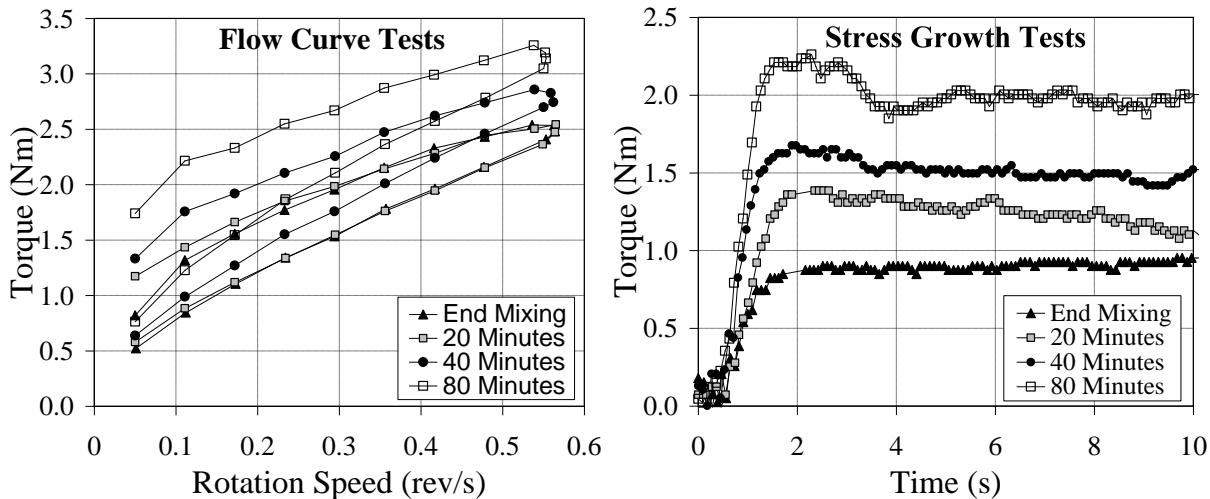 Flow Curve Tests
Torque (Nm)
3.5
3.0
2.5
2.0
1.5
1.0
0.5
0.0
0
0.1
0.2
0.3
0.4
0.5
0.6
Rotation Speed (rev/s)
End Mixing
20 Minutes
40 Minutes
80 Minutes
Stress Growth Tests
Torque (Nm)
2.5
2.0
1.5
1.0
0.5
0.0
0
2
4
6
8
10
Time (s)
End Mixing
20 Minutes
40 Minutes
80 Minutes